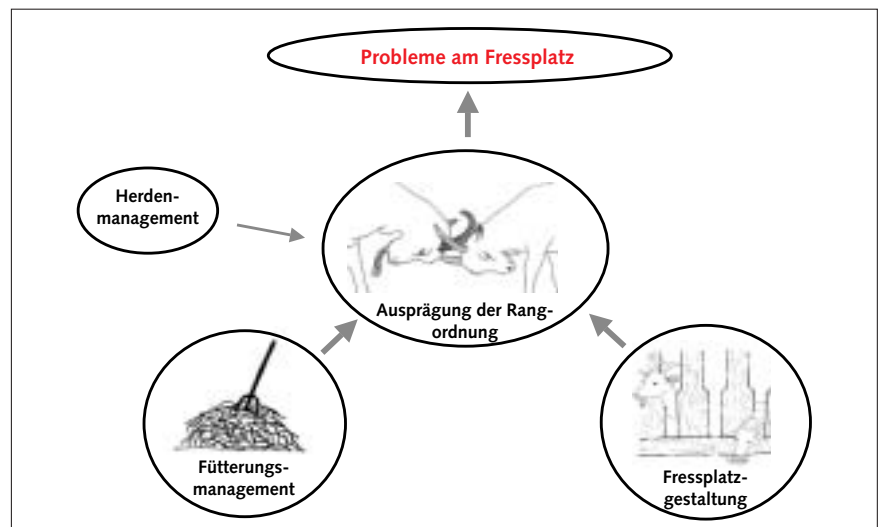 Probleme am Fressplatz
Herden-
management
Ausprägung der Rang-
ordnung
Fütterungs-
management
Fressplatz-
gestaltung